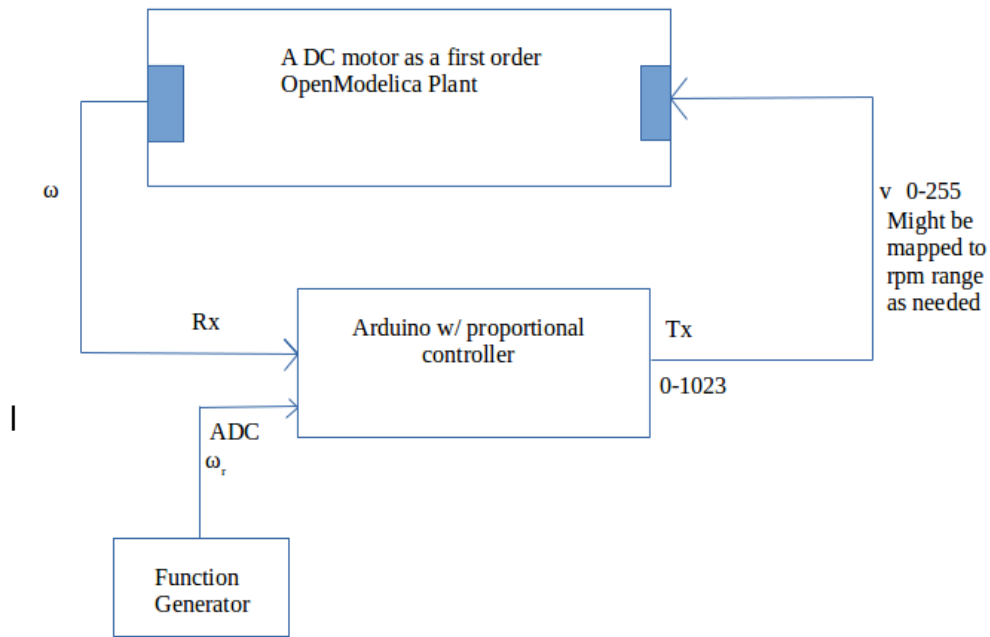 A DC motor as a first order
OpenModelica Plant
ω
v 0-255
Might be
mapped to
rpm range
as needed
Rx
Arduino w/ proportional
controller
Tx
0-1023
ADC
ωr
Function
Generator